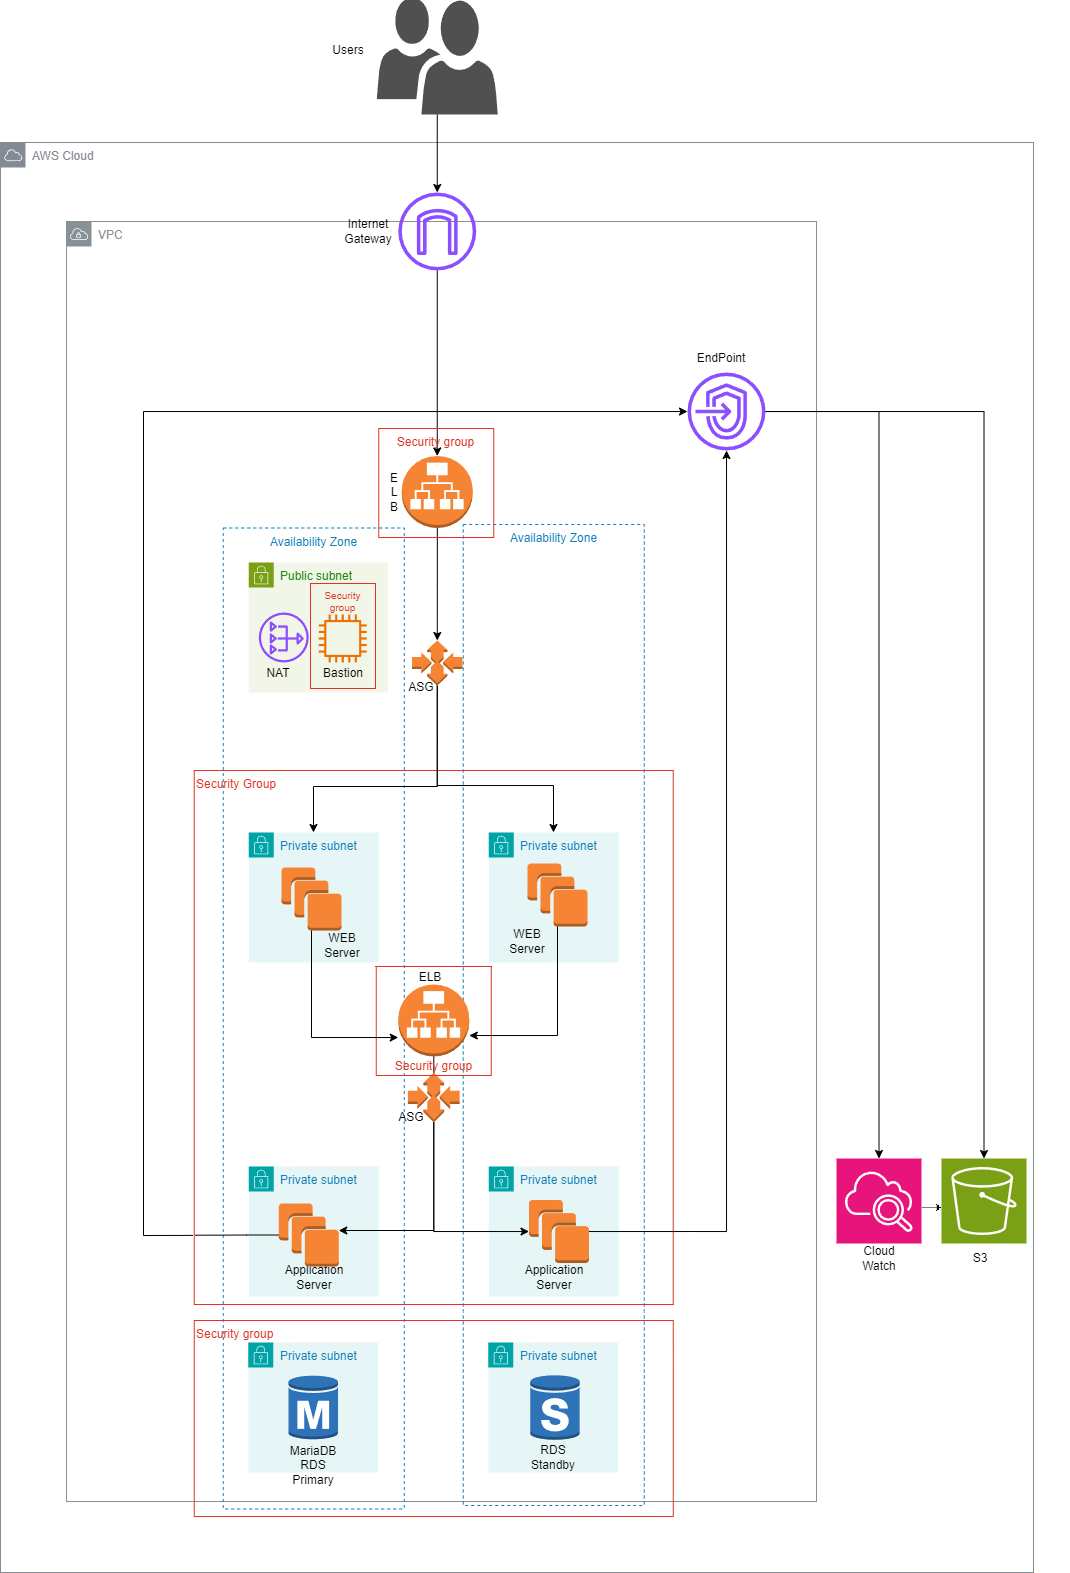 Users
AWS Cloud
Internet
Gateway
VPC
EndPoint
Security group
E
L
B
Availability Zone
Availability Zone
Public subnet
Security
group
NAT
Bastion
ASG
Security Group
Private subnet
Private subnet
WEB
Server
WEB
Server
ELB
Security group
ASG
Private subnet
Private subnet
Application
Server
Application
Server
Cloud
Watch
S3
Security group
Private subnet
Private subnet
M
S
MariaDB
RDS
Primary
RDS
Standby